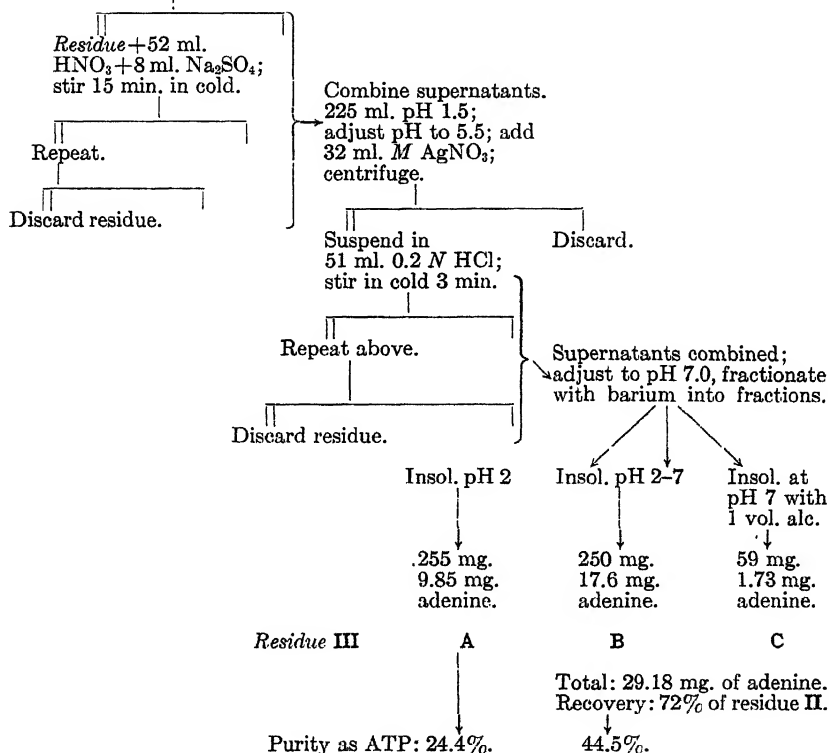 Residue+52 ml.
HNO₃+8 ml. Na₂SO₄;
stir 15 min. in cold.
Repeat.
Discard residue.
Combine supernatants.
225 ml. pH 1.5;
adjust pH to 5.5; add
32 ml. M AgNO₃;
centrifuge.
Suspend in
51 ml. 0.2 N HCl;
stir in cold 3 min.
Discard.
Repeat above.
Discard residue.
Supernatants combined;
adjust to pH 7.0, fractionate
with barium into fractions.
Insol. pH 2
Insol. pH 2–7
Insol. at
pH 7 with
1 vol. alc.
.255 mg.
9.85 mg.
adenine.
250 mg.
17.6 mg.
adenine.
59 mg.
1.73 mg.
adenine.
Residue III A B C
Total: 29.18 mg. of adenine.
Recovery: 72% of residue II.
Purity as ATP: 24.4%. 44.5%.